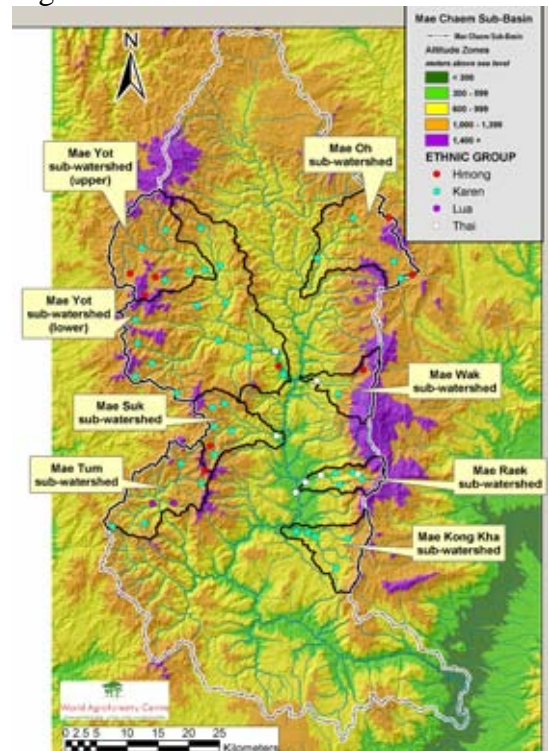 Mae Chaem Sub-Basin
Mae Chaem Sub-Basin
Altitude Zones
meters above sea level
< 300
300 - 599
600 - 999
1,000 - 1,399
1,400 +
ETHNIC GROUP
Hmong
Karen
Lua
Thai
N
Mae Yot
sub-watershed
(upper)
Mae Oh
sub-watershed
Mae Yot
sub-watershed
(lower)
Mae Wak
sub-watershed
Mae Suk
sub-watershed
Mae Tum
sub-watershed
Mae Raek
sub-watershed
Mae Kong Kha
sub-watershed
World Agroforestry Centre
0 2.5 5 10 15 20 25
Kilometers